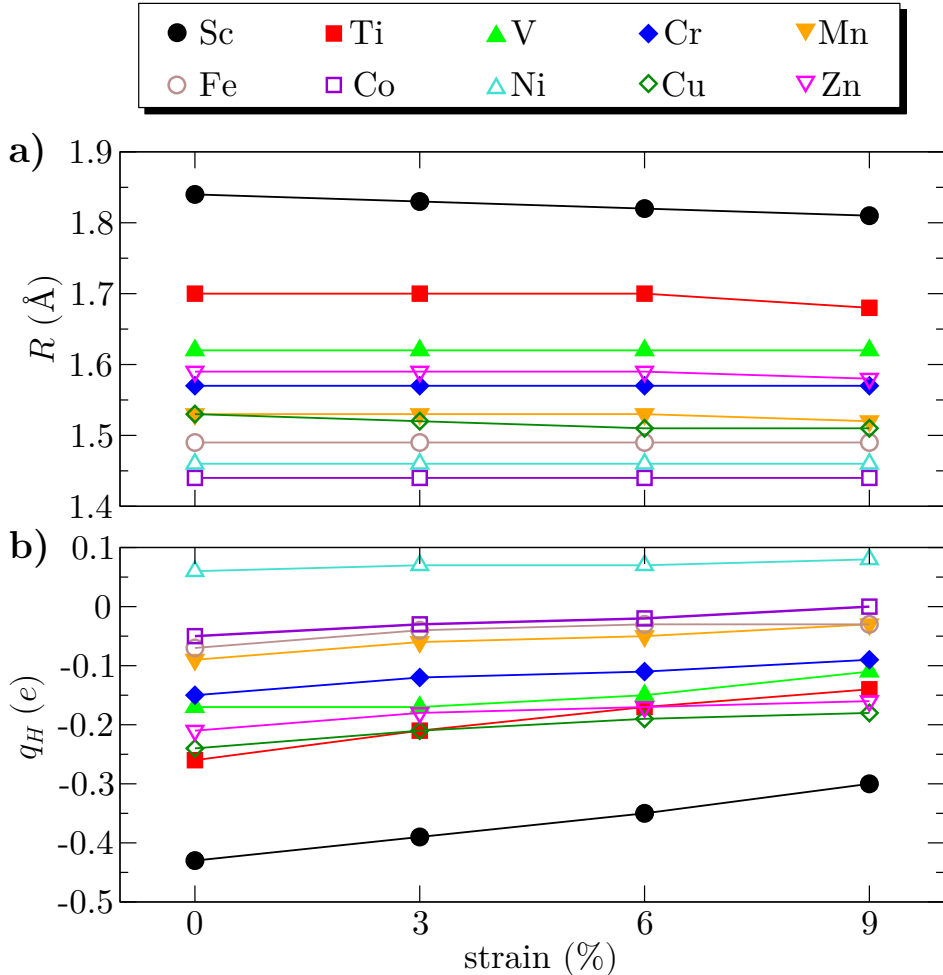 Sc Ti V Cr Mn
Fe Co Ni Cu Zn
a)
1.9
1.8
1.7
1.6
1.5
1.4
R (Å)
b)
0.1
0
-0.1
-0.2
-0.3
-0.4
-0.5
q_H (e)
0 3 6 9
strain (%)